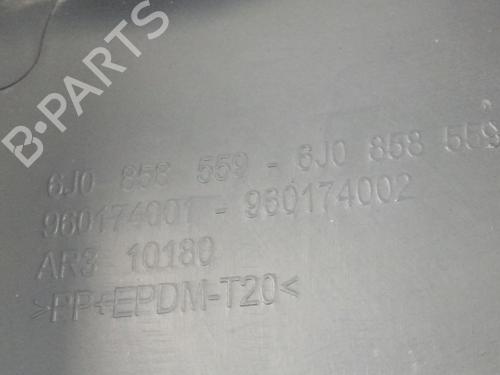 B-PARTS
6J0 858 559 - 6J0 858 559
960174001 - 960174002
AR3 10180
>PP+EPDM-T20<